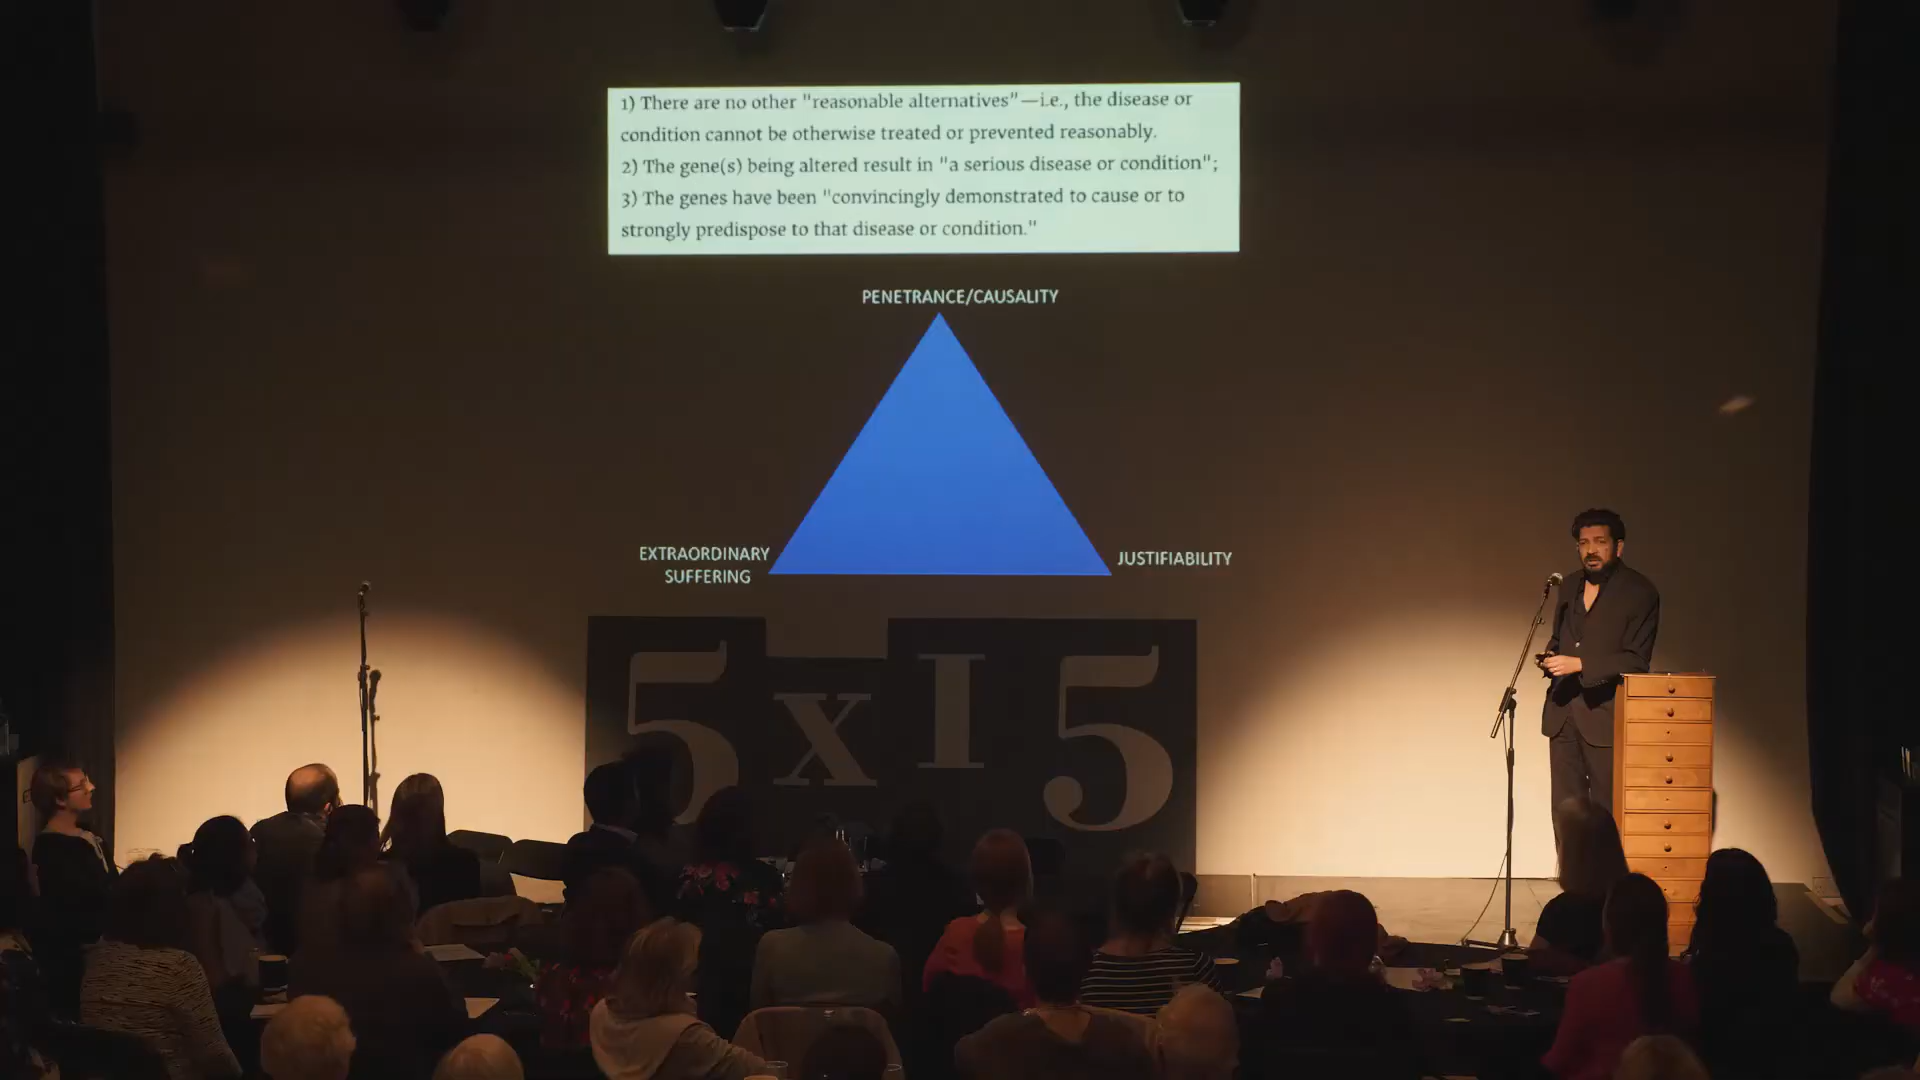 1) There are no other "reasonable alternatives"—i.e., the disease or
condition cannot be otherwise treated or prevented reasonably.
2) The gene(s) being altered result in "a serious disease or condition";
3) The genes have been "convincingly demonstrated to cause or to
strongly predispose to that disease or condition."
PENETRANCE/CAUSALITY
EXTRAORDINARY
SUFFERING
JUSTIFIABILITY
5x15